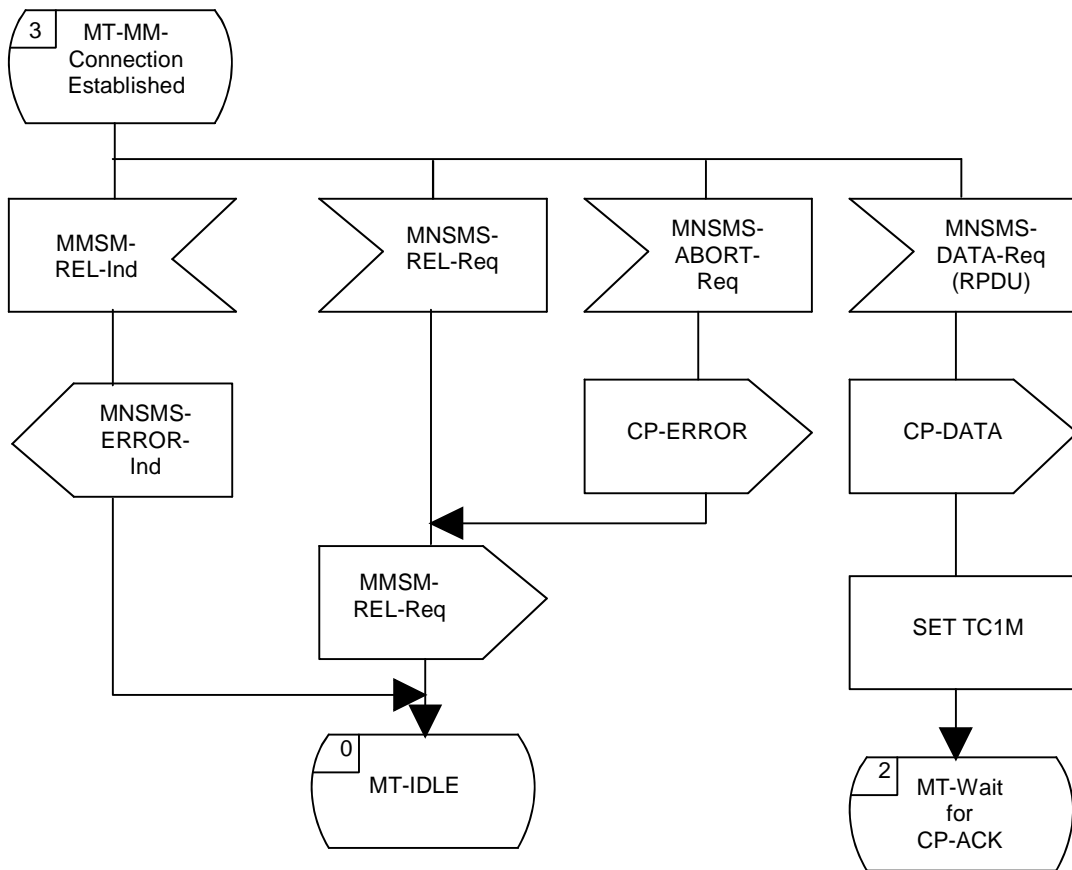 3
MT-MM-
Connection
Established
MMSM-
REL-Ind
MNSMS-
REL-Req
MNSMS-
ABORT-
Req
MNSMS-
DATA-Req
(RPDU)
MNSMS-
ERROR-
Ind
CP-ERROR
CP-DATA
MMSM-
REL-Req
SET TC1M
0
MT-IDLE
2
MT-Wait
for
CP-ACK